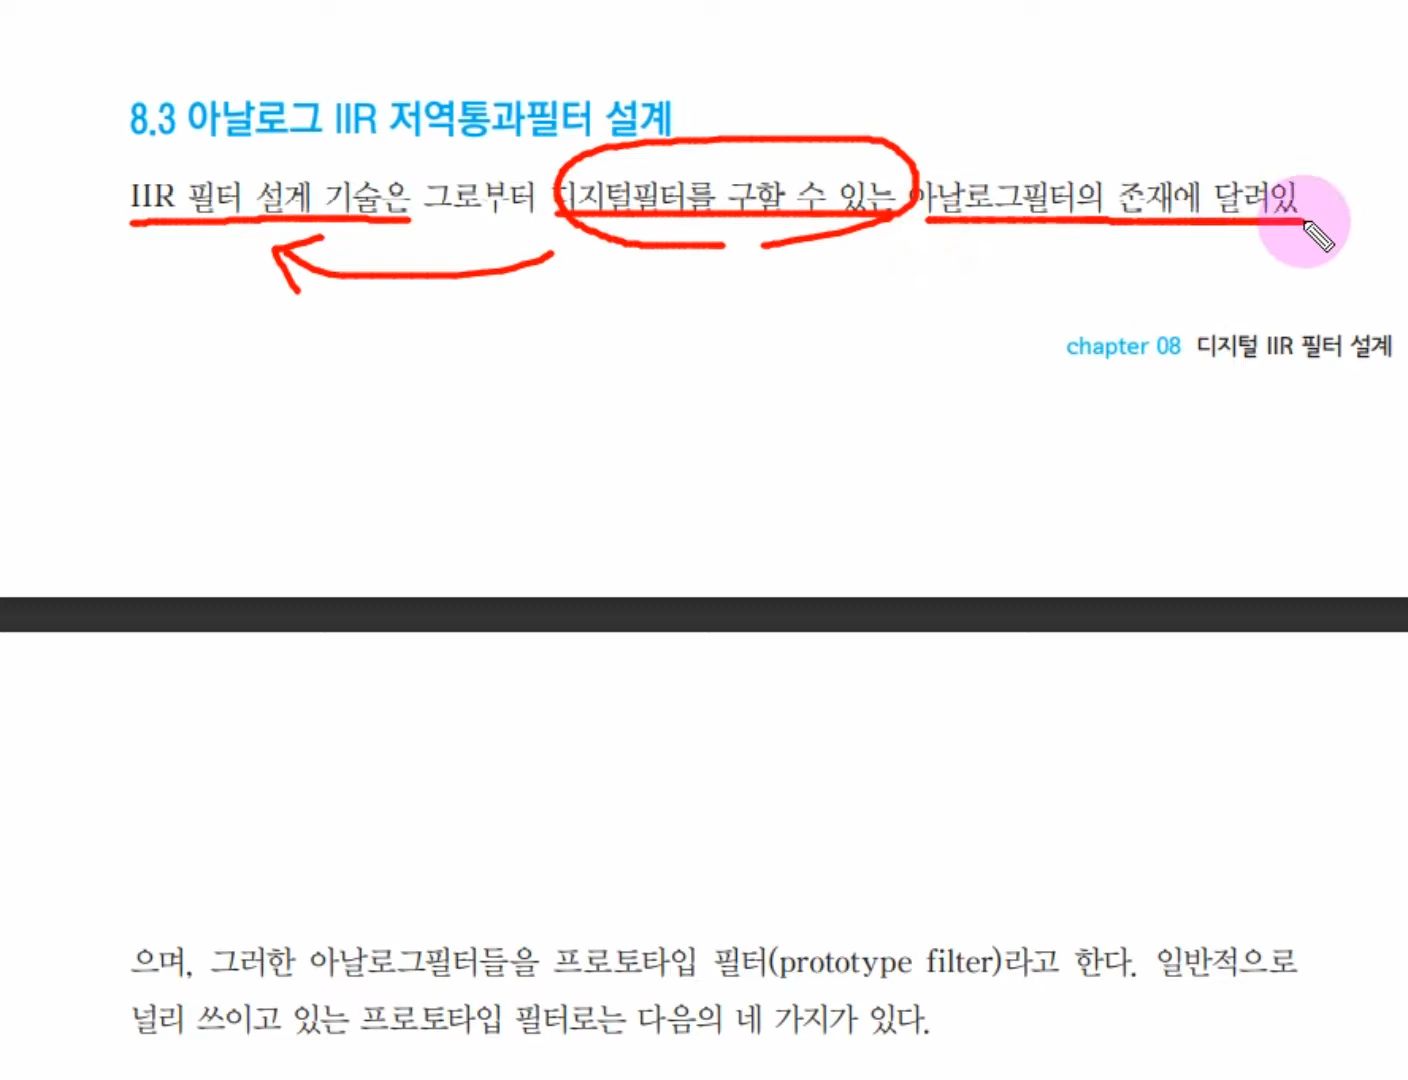 8.3 아날로그 IIR 저역통과필터 설계
IIR 필터 설계 기술은 그로부터 디지털필터를 구할 수 있는 아날로그필터의 존재에 달려있
chapter 08 디지털 IIR 필터 설계
으며, 그러한 아날로그필터들을 프로토타입 필터(prototype filter)라고 한다. 일반적으로
널리 쓰이고 있는 프로토타입 필터로는 다음의 네 가지가 있다.